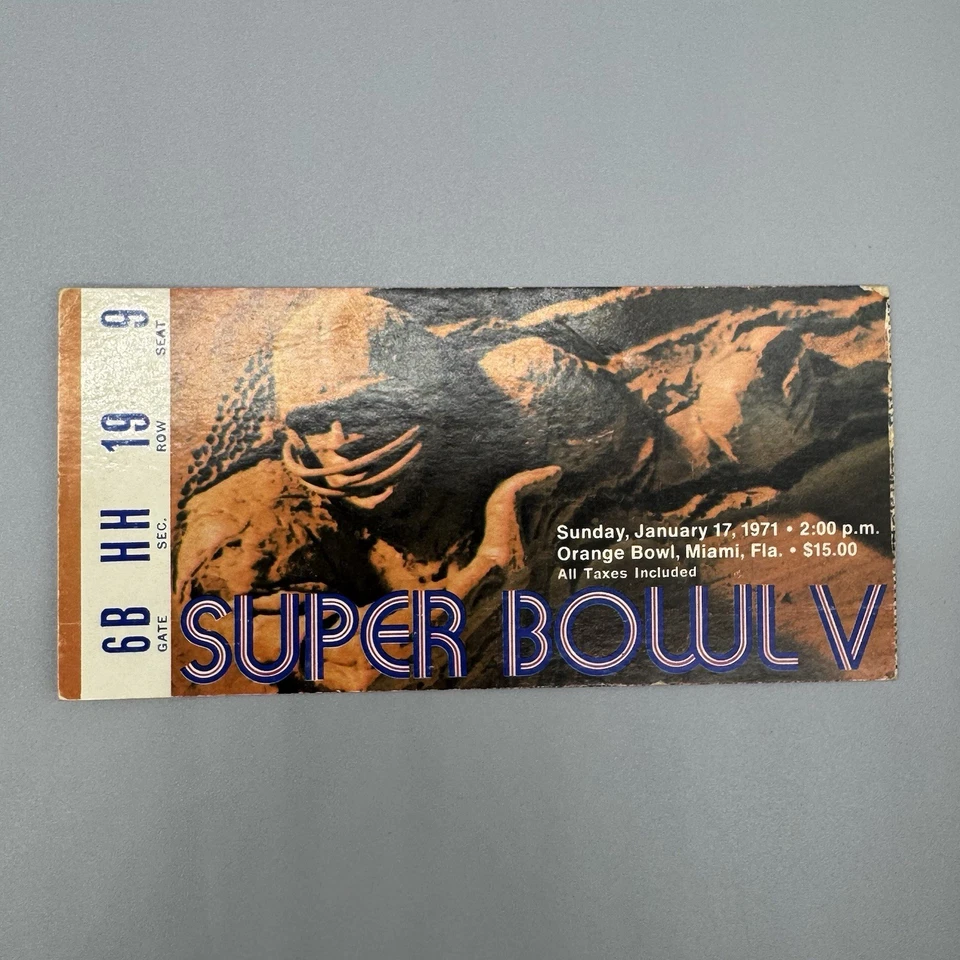 6B HH 19 9
GATE SEC. ROW SEAT
Sunday, January 17, 1971 • 2:00 p.m.
Orange Bowl, Miami, Fla. • $15.00
All Taxes Included
SUPER BOWL V